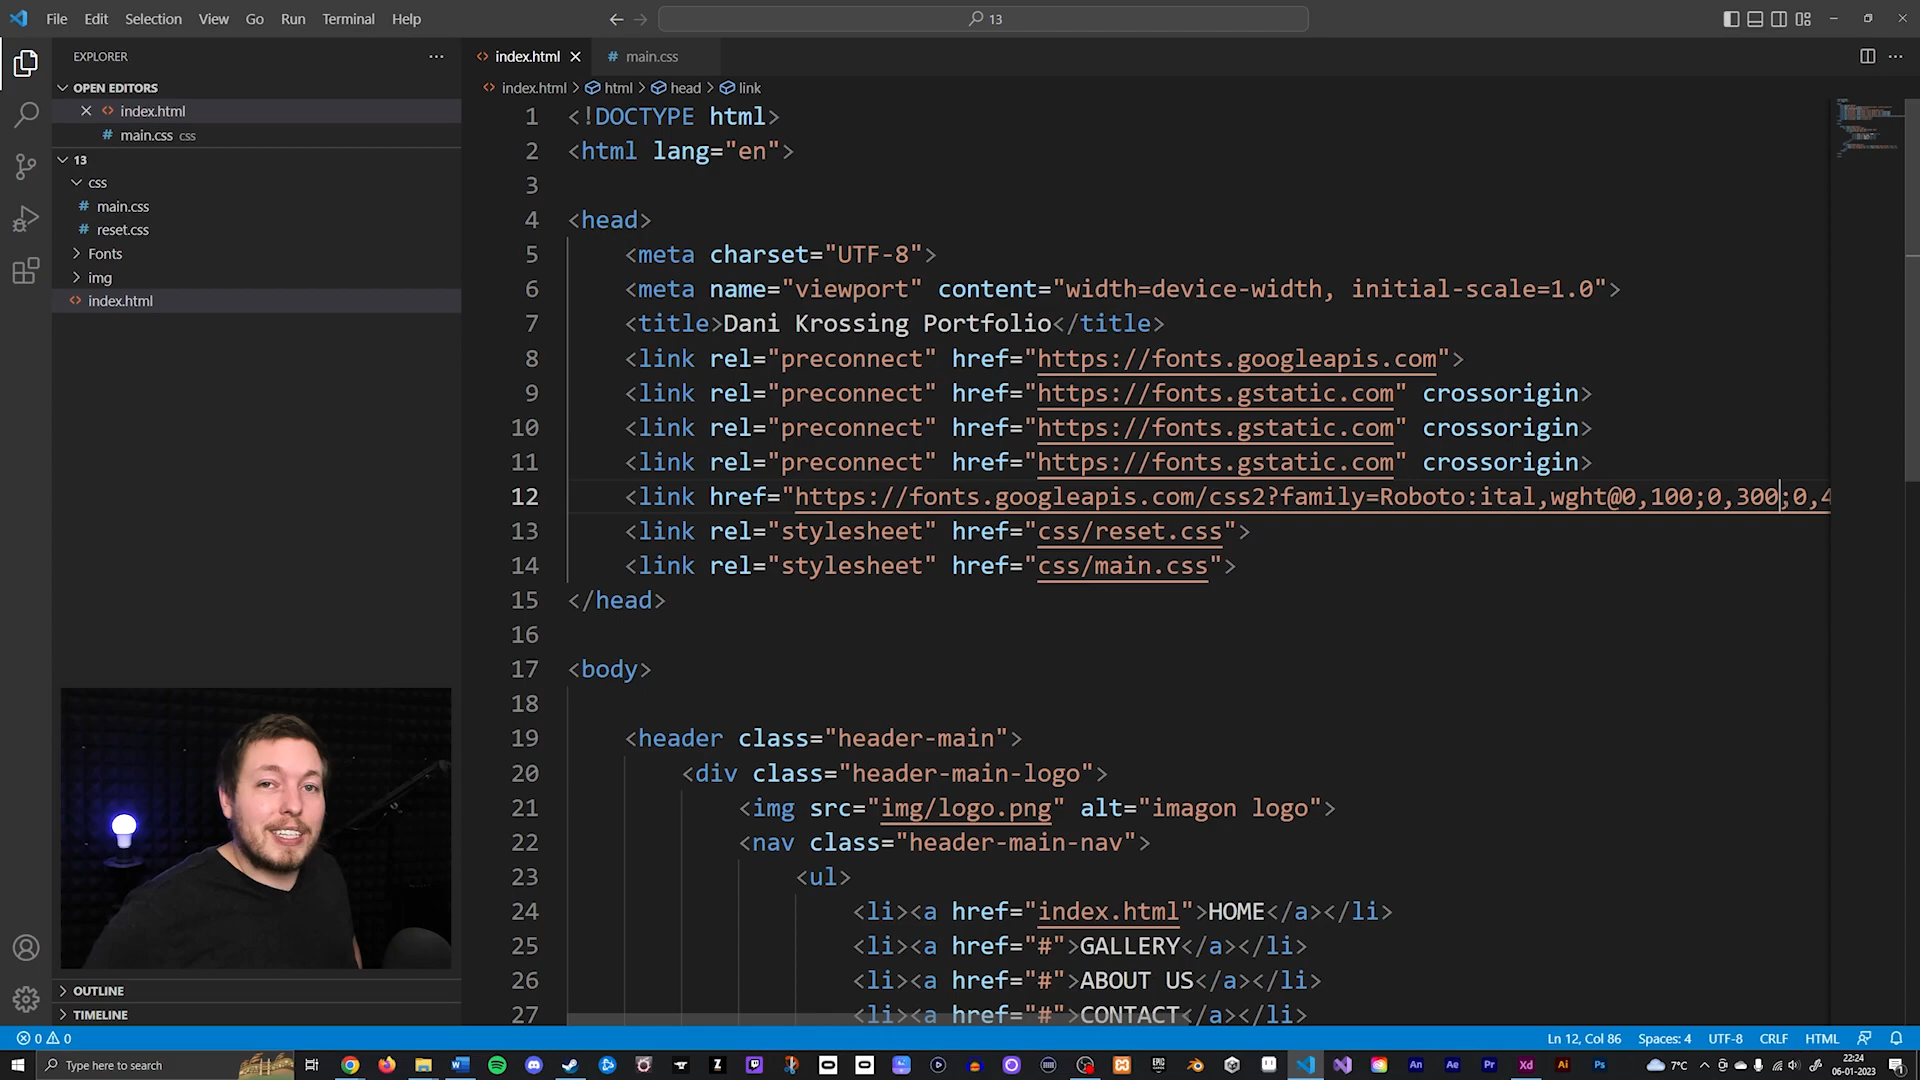 File Edit Selection View Go Run Terminal Help
13
EXPLORER
OPEN EDITORS
index.html
main.css css
13
css
main.css
reset.css
Fonts
img
index.html
OUTLINE
TIMELINE
index.html
main.css
index.html > html > head > link
1 <!DOCTYPE html>
2 <html lang="en">
3
4 <head>
5 <meta charset="UTF-8">
6 <meta name="viewport" content="width=device-width, initial-scale=1.0">
7 <title>Dani Krossing Portfolio</title>
8 <link rel="preconnect" href="https://fonts.googleapis.com">
9 <link rel="preconnect" href="https://fonts.gstatic.com" crossorigin>
10 <link rel="preconnect" href="https://fonts.gstatic.com" crossorigin>
11 <link rel="preconnect" href="https://fonts.gstatic.com" crossorigin>
12 <link href="https://fonts.googleapis.com/css2?family=Roboto:ital,wght@0,100;0,300;0,4
13 <link rel="stylesheet" href="css/reset.css">
14 <link rel="stylesheet" href="css/main.css">
15 </head>
16
17 <body>
18
19 <header class="header-main">
20 <div class="header-main-logo">
21 <img src="img/logo.png" alt="imagon logo">
22 <nav class="header-main-nav">
23 <ul>
24 <li><a href="index.html">HOME</a></li>
25 <li><a href="#">GALLERY</a></li>
26 <li><a href="#">ABOUT US</a></li>
27 <li><a href="#">CONTACT</a></li>
0 0
Ln 12, Col 86 Spaces: 4 UTF-8 CRLF HTML
Type here to search
7°C
22:24
06-01-2023